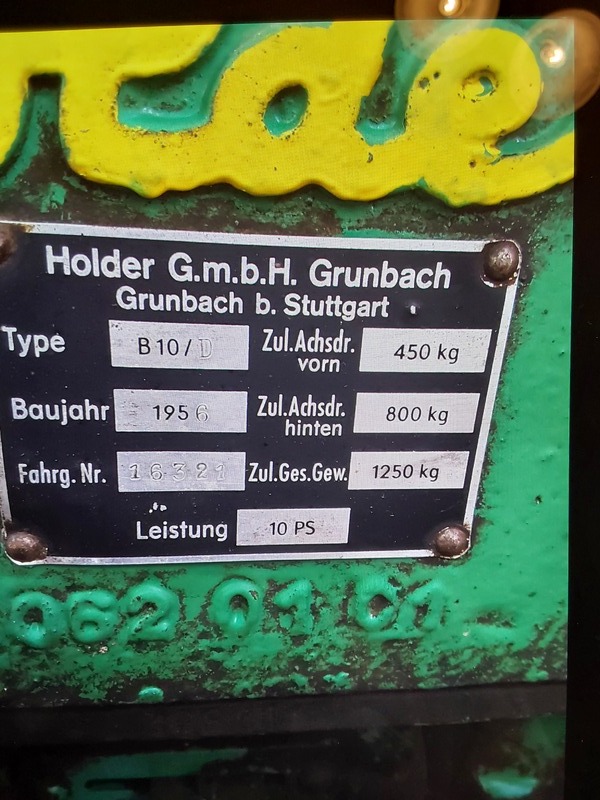 Holder G.m.b.H. Grunbach
Grunbach b. Stuttgart
Type B10/D Zul.Achsdr. vorn 450 kg
Baujahr 1956 Zul.Achsdr. hinten 800 kg
Fahrg. Nr. 16321 Zul.Ges.Gew. 1250 kg
Leistung 10 PS
062 01 01